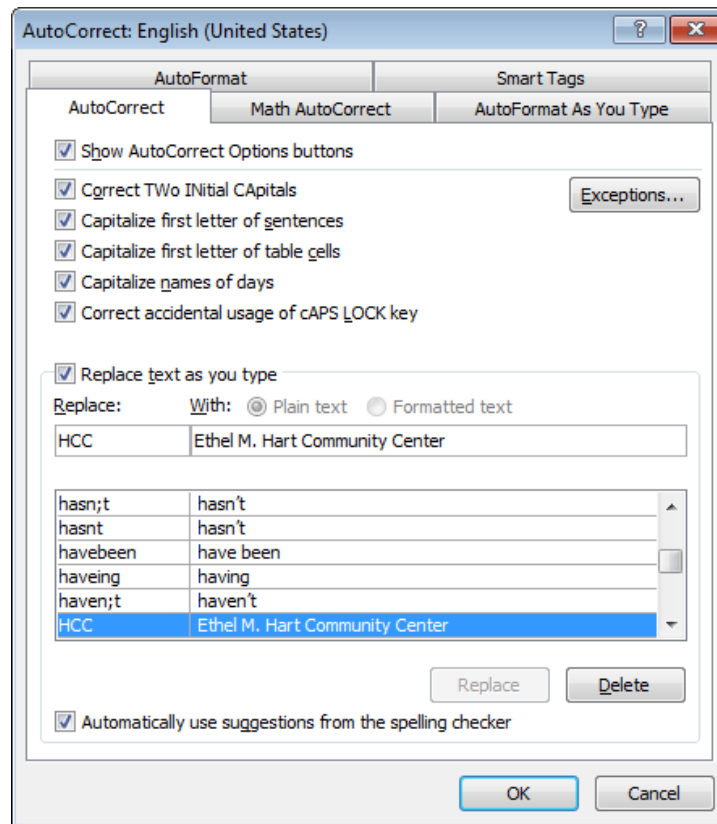 AutoCorrect: English (United States)
AutoFormat Smart Tags
AutoCorrect Math AutoCorrect AutoFormat As You Type
Show AutoCorrect Options buttons
Correct TWo INitial CApitals Exceptions...
Capitalize first letter of sentences
Capitalize first letter of table cells
Capitalize names of days
Correct accidental usage of cAPS LOCK key
Replace text as you type
Replace: With: Plain text Formatted text
HCC Ethel M. Hart Community Center
hasn;t hasn't
hasnt hasn't
havebeen have been
haveing having
haven;t haven't
HCC Ethel M. Hart Community Center
Replace Delete
Automatically use suggestions from the spelling checker
OK Cancel